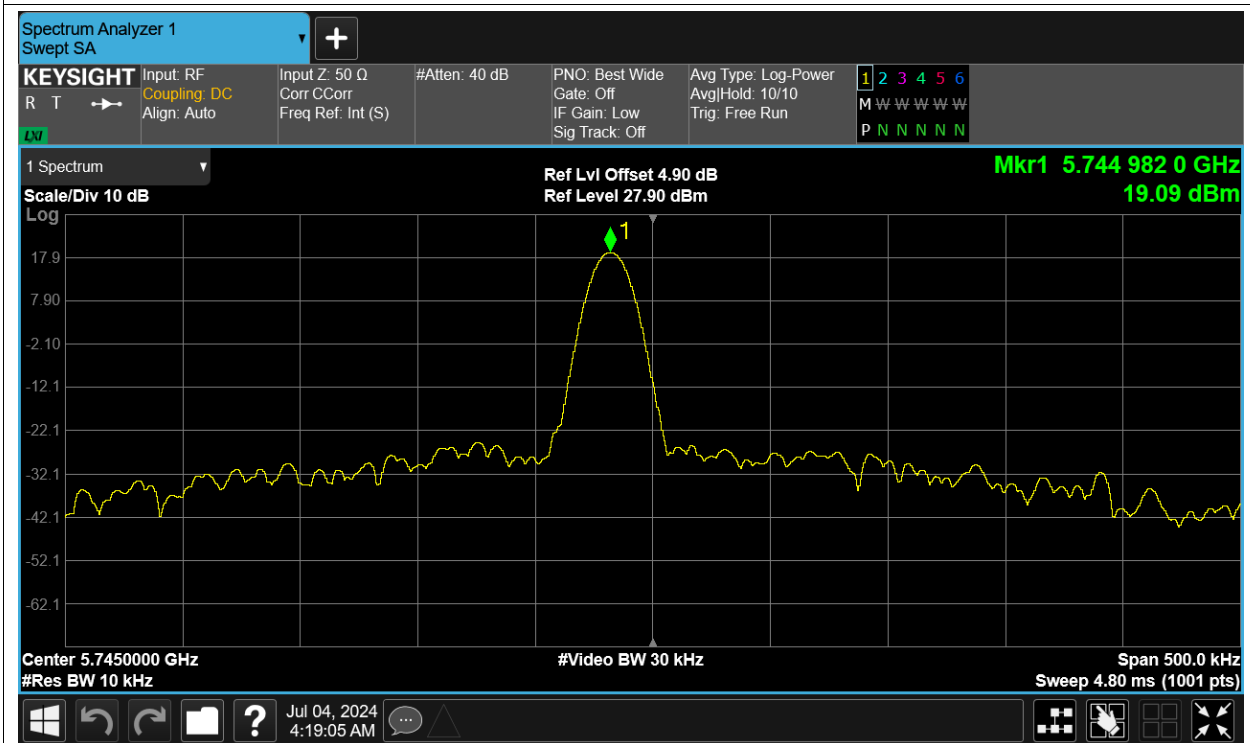 Spectrum Analyzer 1
Swept SA
KEYSIGHT
R T
LXI
Input: RF
Coupling: DC
Align: Auto
Input Z: 50 Ω
Corr CCorr
Freq Ref: Int (S)
#Atten: 40 dB
PNO: Best Wide
Gate: Off
IF Gain: Low
Sig Track: Off
Avg Type: Log-Power
Avg|Hold: 10/10
Trig: Free Run
1 2 3 4 5 6
M W W W W W
P N N N N N
1 Spectrum
Scale/Div 10 dB
Log
Ref Lvl Offset 4.90 dB
Ref Level 27.90 dBm
Mkr1 5.744 982 0 GHz
19.09 dBm
1
17.9
7.90
-2.10
-12.1
-22.1
-32.1
-42.1
-52.1
-62.1
Center 5.7450000 GHz
#Res BW 10 kHz
#Video BW 30 kHz
Span 500.0 kHz
Sweep 4.80 ms (1001 pts)
?
Jul 04, 2024
4:19:05 AM